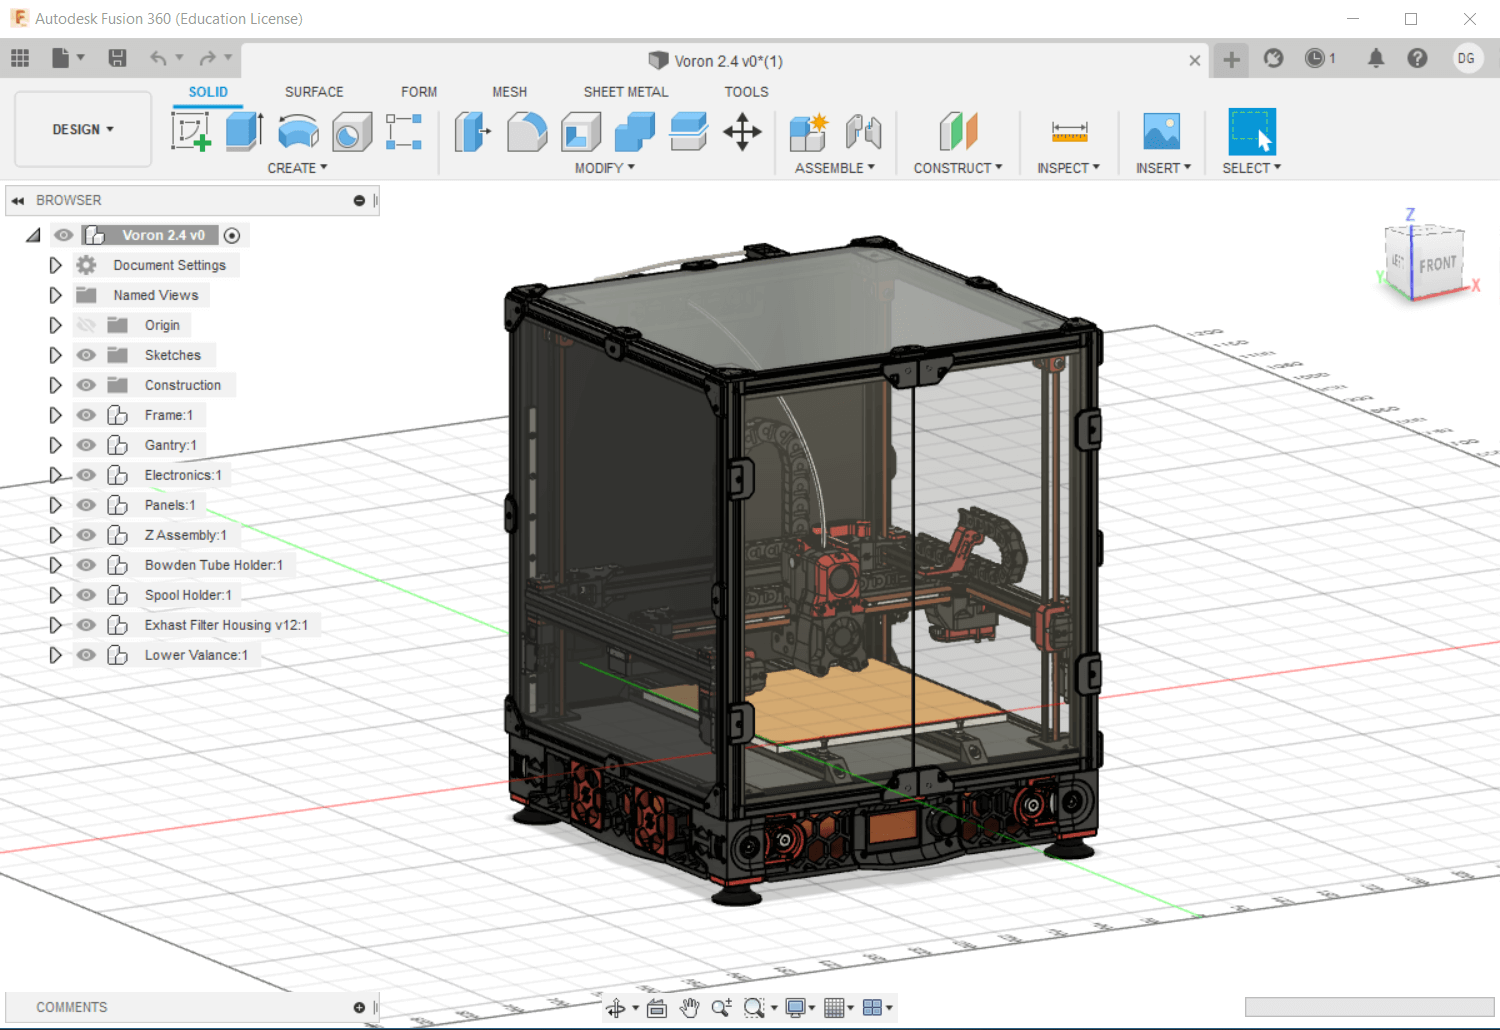 Autodesk Fusion 360 (Education License)
Voron 2.4 v0*(1)
1
DG
DESIGN
SOLID
SURFACE
FORM
MESH
SHEET METAL
TOOLS
CREATE
MODIFY
ASSEMBLE
CONSTRUCT
INSPECT
INSERT
SELECT
BROWSER
Voron 2.4 v0
Document Settings
Named Views
Origin
Sketches
Construction
Frame:1
Gantry:1
Electronics:1
Panels:1
Z Assembly:1
Bowden Tube Holder:1
Spool Holder:1
Exhast Filter Housing v12:1
Lower Valance:1
Z
LEFT
FRONT
Y
X
COMMENTS